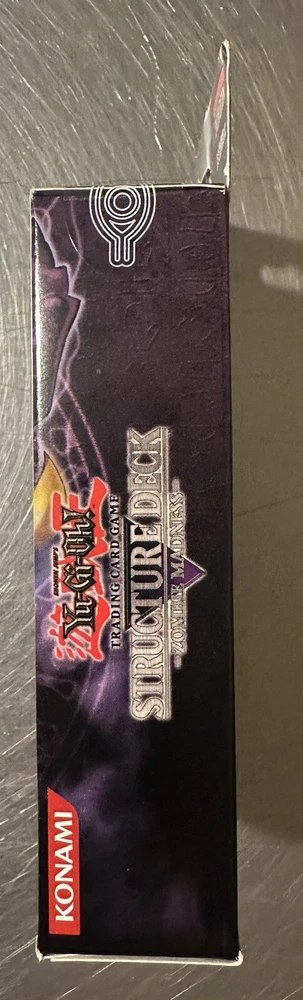 Yu-Gi-Oh!
TRADING CARD GAME
STRUCTURE DECK
-ZOMBIE MADNESS-
KONAMI